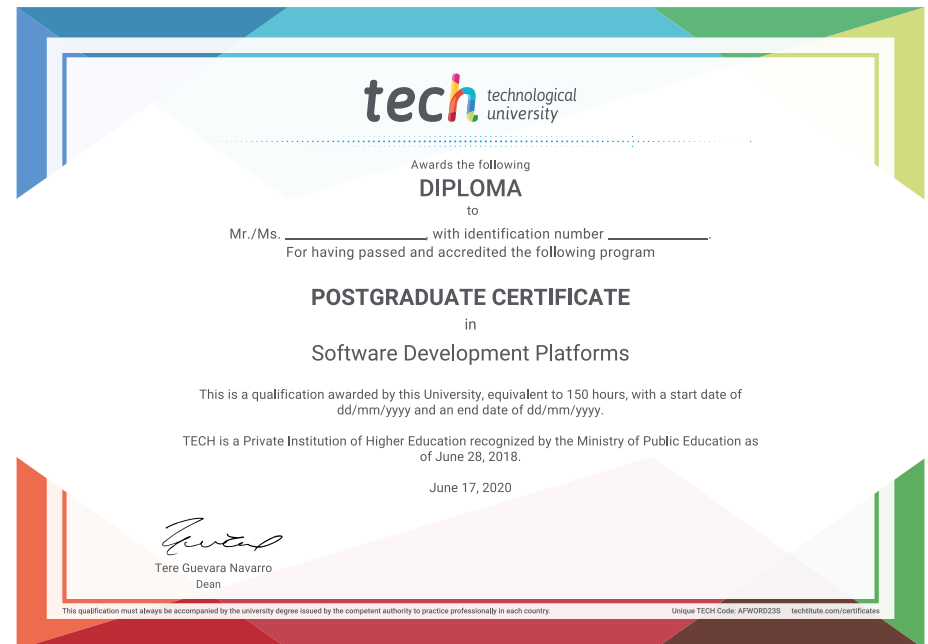 tech technological
university
Awards the following
DIPLOMA
to
Mr./Ms. ____________, with identification number ____________.
For having passed and accredited the following program
POSTGRADUATE CERTIFICATE
in
Software Development Platforms
This is a qualification awarded by this University, equivalent to 150 hours, with a start date of
dd/mm/yyyy and an end date of dd/mm/yyyy.
TECH is a Private Institution of Higher Education recognized by the Ministry of Public Education as
of June 28, 2018.
June 17, 2020
Tere Guevara Navarro
Dean
This qualification must always be accompanied by the university degree issued by the competent authority to practice professionally in each country. Unique TECH Code: AFWORD23S techtitute.com/certificates